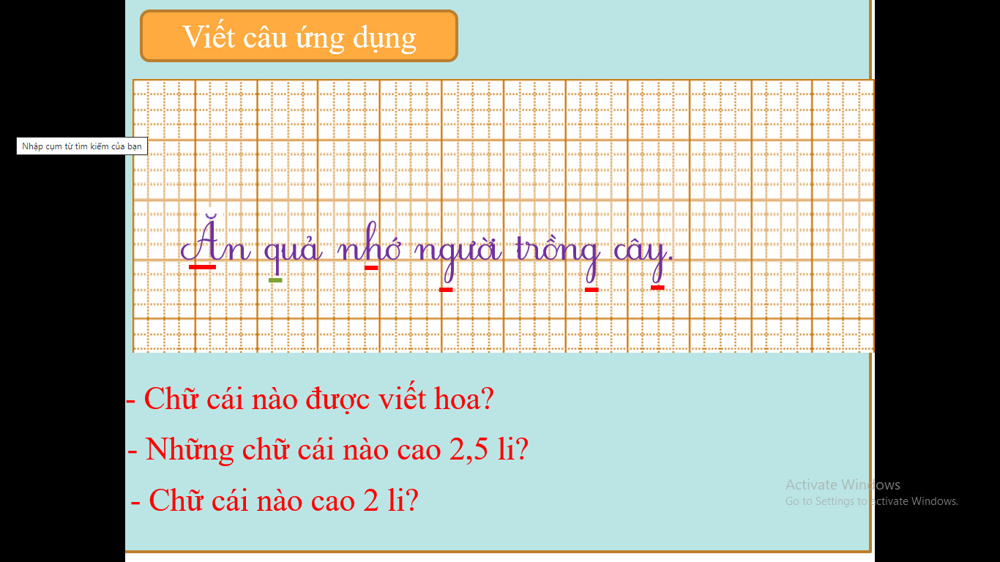 Viết câu ứng dụng
Nhập cụm từ tìm kiếm của bạn
Ăn quả nhớ người trồng cây.
- Chữ cái nào được viết hoa?
- Những chữ cái nào cao 2,5 li?
- Chữ cái nào cao 2 li?
Activate Windows
Go to Settings to activate Windows.